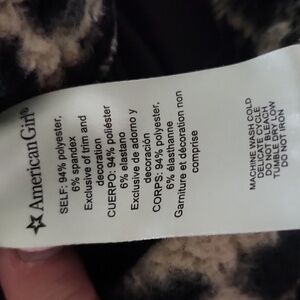 American Girl®
SELF: 94% polyester,
6% spandex
Exclusive of trim and
decoration
CUERPO: 94% poliéster
6% elastano
Exclusivo de adorno y
decoración
CORPS: 94% polyester,
6% élasthanne
Garniture et décoration non
comprise
MACHINE WASH COLD
DELICATE CYCLE
DO NOT BLEACH
TUMBLE DRY LOW
DO NOT IRON